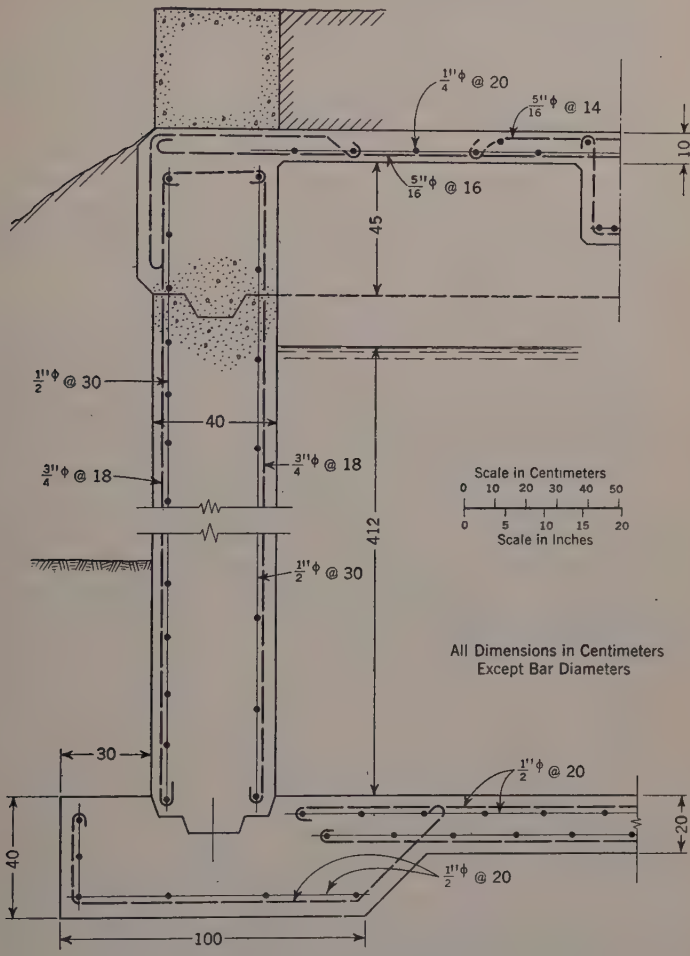 1/4"ϕ @ 20
5/16"ϕ @ 14
10
5/16"ϕ @ 16
45
1/2"ϕ @ 30
40
3/4"ϕ @ 18
3/4"ϕ @ 18
Scale in Centimeters
0 10 20 30 40 50
0 5 10 15 20
Scale in Inches
412
1/2"ϕ @ 30
All Dimensions in Centimeters
Except Bar Diameters
30
1/2"ϕ @ 20
40
20
1/2"ϕ @ 20
100